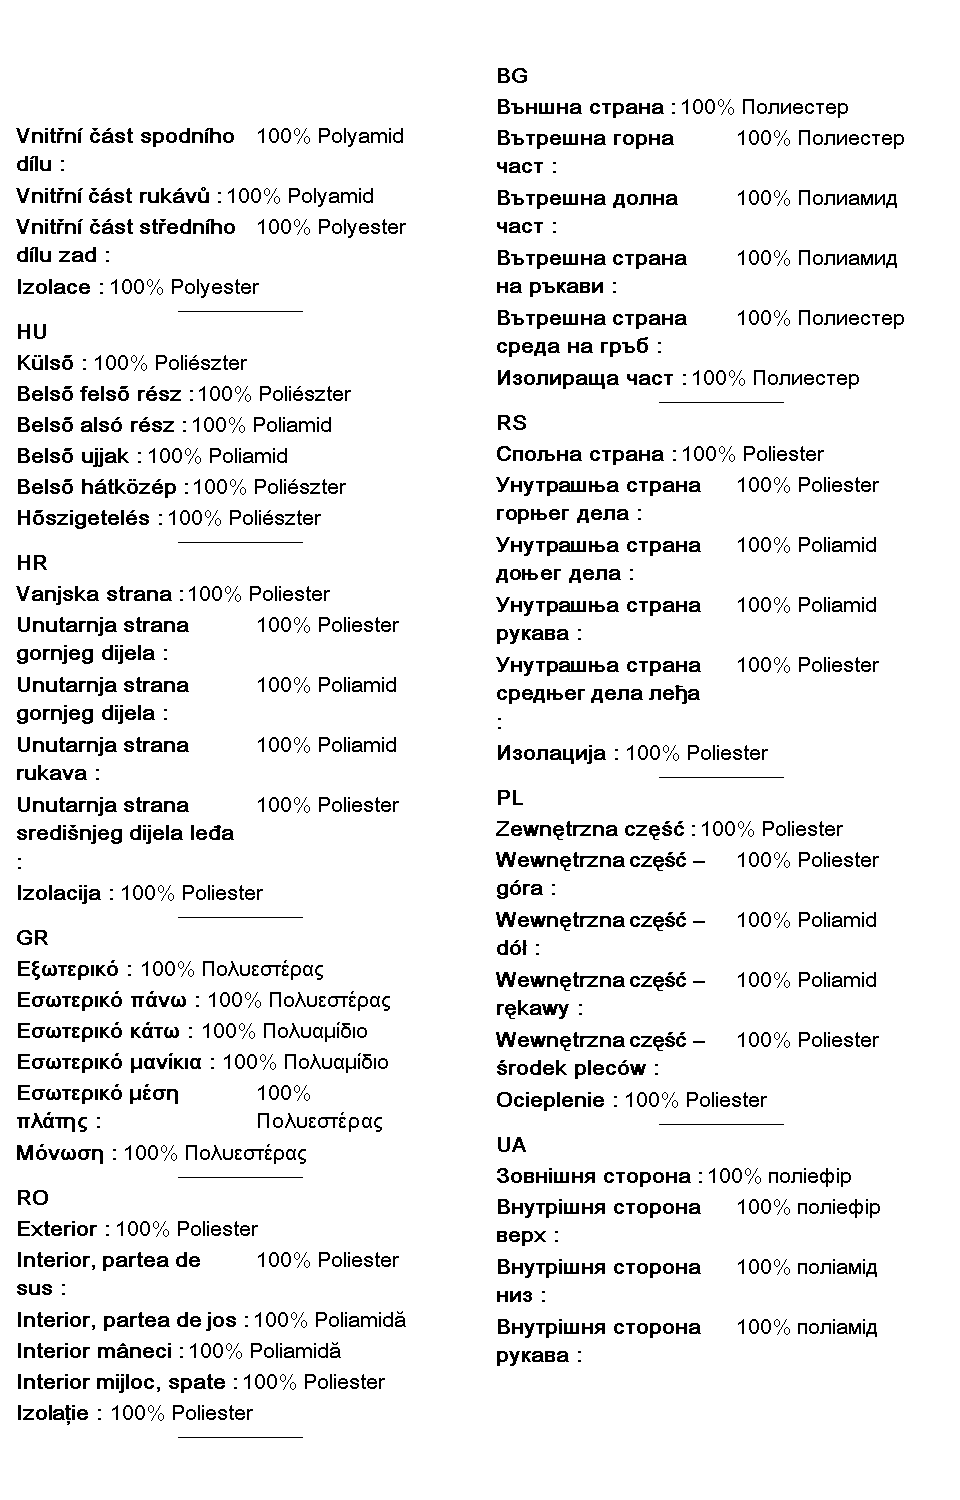 Vnitřní část spodního 100% Polyamid
dílu :
Vnitřní část rukávů : 100% Polyamid
Vnitřní část středního 100% Polyester
dílu zad :
Izolace : 100% Polyester
HU
Külsõ : 100% Poliészter
Belsõ felsõ rész : 100% Poliészter
Belsõ alsó rész : 100% Poliamid
Belsõ ujjak : 100% Poliamid
Belsõ hátközép : 100% Poliészter
Hõszigetelés : 100% Poliészter
HR
Vanjska strana : 100% Poliester
Unutarnja strana 100% Poliester
gornjeg dijela :
Unutarnja strana 100% Poliamid
gornjeg dijela :
Unutarnja strana 100% Poliamid
rukava :
Unutarnja strana 100% Poliester
središnjeg dijela leđa
:
Izolacija : 100% Poliester
GR
Εξωτερικό : 100% Πολυεστέρας
Εσωτερικό πάνω : 100% Πολυεστέρας
Εσωτερικό κάτω : 100% Πολυαμίδιο
Εσωτερικό μανίκια : 100% Πολυαμίδιο
Εσωτερικό μέση 100%
πλάτης : Πολυεστέρας
Μόνωση : 100% Πολυεστέρας
RO
Exterior : 100% Poliester
Interior, partea de 100% Poliester
sus :
Interior, partea de jos : 100% Poliamidă
Interior mâneci : 100% Poliamidă
Interior mijloc, spate : 100% Poliester
Izolaţie : 100% Poliester
BG
Външна страна : 100% Полиестер
Вътрешна горна 100% Полиестер
част :
Вътрешна долна 100% Полиамид
част :
Вътрешна страна 100% Полиамид
на ръкави :
Вътрешна страна 100% Полиестер
среда на гръб :
Изолираща част : 100% Полиестер
RS
Спољна страна : 100% Poliester
Унутрашња страна 100% Poliester
горњег дела :
Унутрашња страна 100% Poliamid
доњег дела :
Унутрашња страна 100% Poliamid
рукава :
Унутрашња страна 100% Poliester
средњег дела леђа
:
Изолација : 100% Poliester
PL
Zewnętrzna część : 100% Poliester
Wewnętrzna część – 100% Poliester
góra :
Wewnętrzna część – 100% Poliamid
dół :
Wewnętrzna część – 100% Poliamid
rękawy :
Wewnętrzna część – 100% Poliester
środek pleców :
Ocieplenie : 100% Poliester
UA
Зовнішня сторона : 100% поліефір
Внутрішня сторона 100% поліефір
верх :
Внутрішня сторона 100% поліамід
низ :
Внутрішня сторона 100% поліамід
рукава :